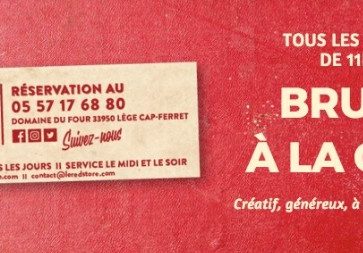 RÉSERVATION AU
05 57 17 68 80
DOMAINE DU FOUR 33950 LÈGE CAP-FERRET
Suivez-nous
LES JOURS II SERVICE LE MIDI ET LE SOIR
contact@leredstore.com
TOUS LES
DE 11
BRU
À LA
Créatif, généreux, à